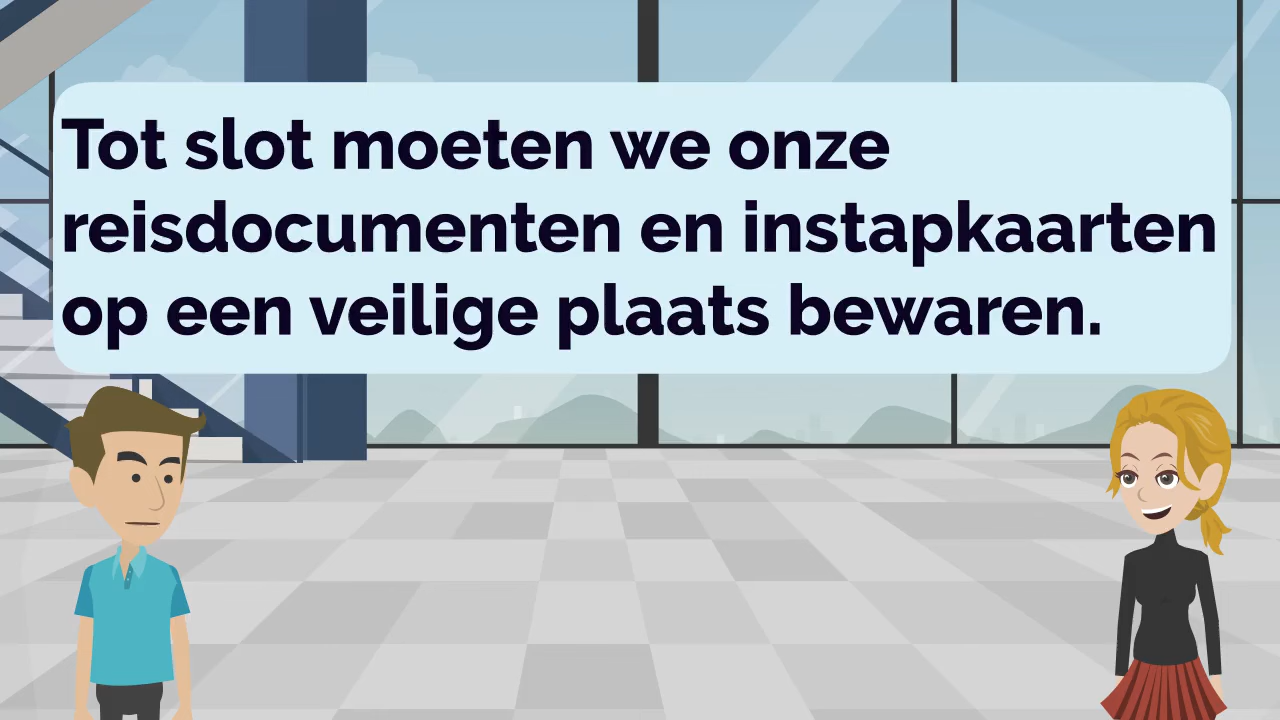 Tot slot moeten we onze
reisdocumenten en instapkaarten
op een veilige plaats bewaren.